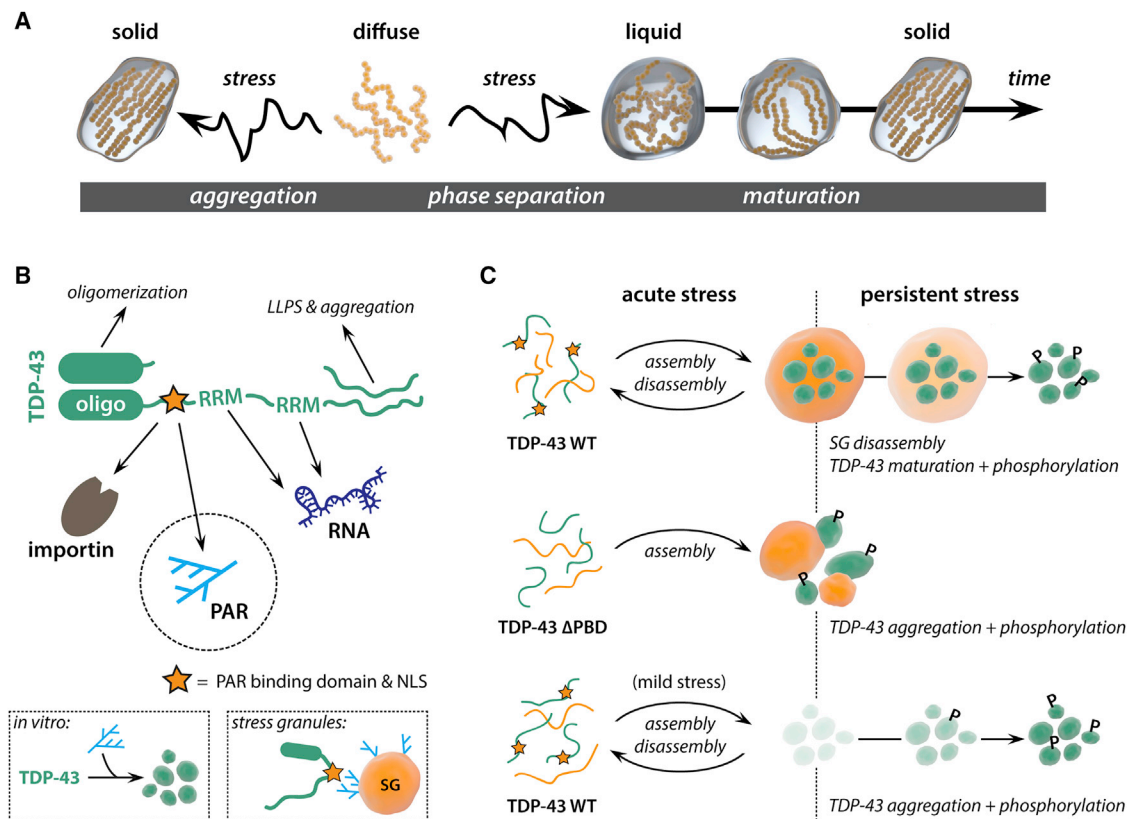 A
solid
diffuse
liquid
solid
stress
stress
time
aggregation
phase separation
maturation
B
oligomerization
LLPS & aggregation
TDP-43
oligo
RRM
RRM
importin
RNA
PAR
= PAR binding domain & NLS
in vitro:
TDP-43
stress granules:
SG
C
acute stress
persistent stress
assembly
disassembly
P
P
P
TDP-43 WT
SG disassembly
TDP-43 maturation + phosphorylation
assembly
P
P
P
TDP-43 ΔPBD
TDP-43 aggregation + phosphorylation
(mild stress)
assembly
disassembly
P
P
P
P
TDP-43 WT
TDP-43 aggregation + phosphorylation